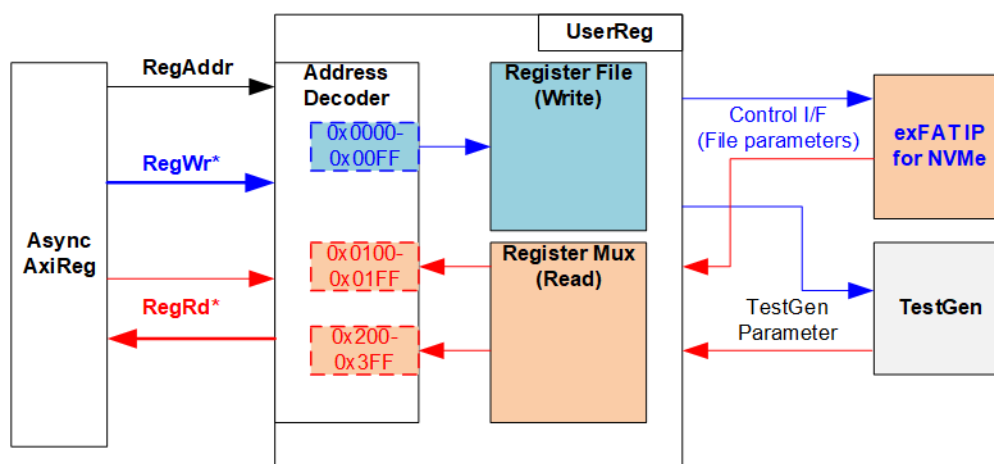 UserReg
RegAddr
Address
Decoder
Register File
(Write)
0x0000-
0x00FF
Control I/F
(File parameters)
exFAT IP
for NVMe
RegWr*
Async
AxiReg
0x0100-
0x01FF
Register Mux
(Read)
RegRd*
0x200-
0x3FF
TestGen
Parameter
TestGen